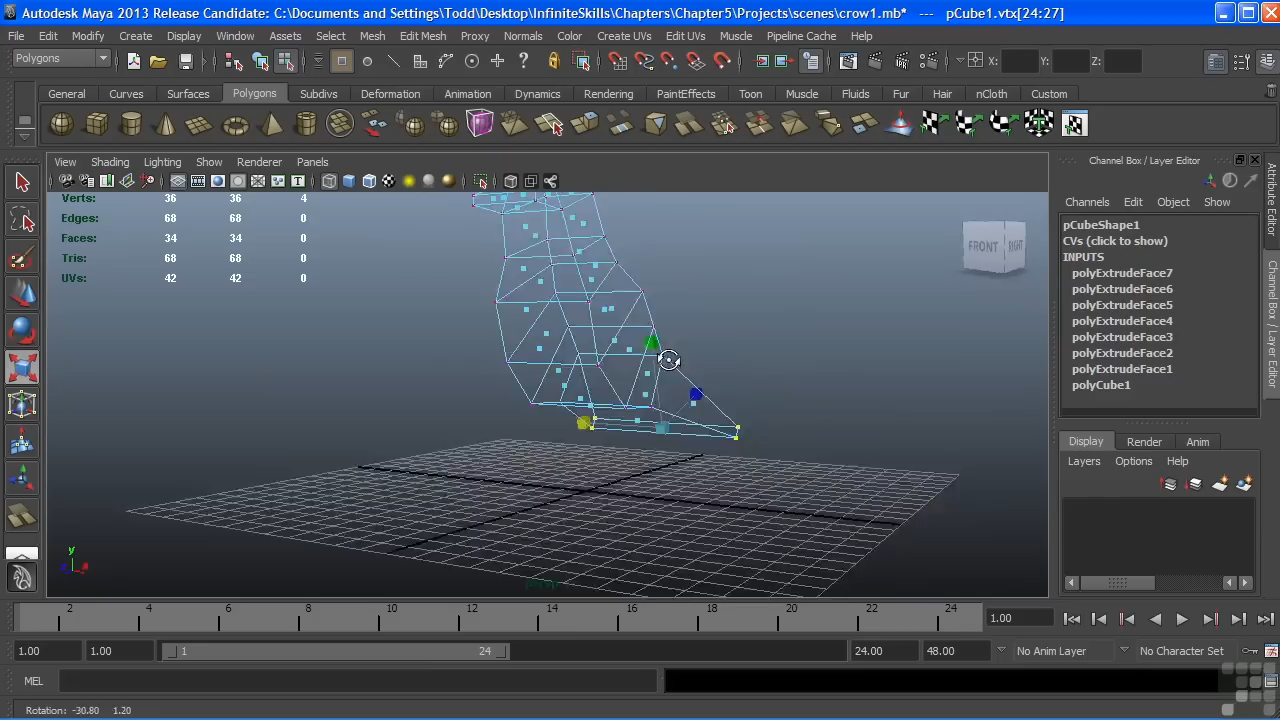 Autodesk Maya 2013 Release Candidate: C:\Documents and Settings\Todd\Desktop\InfiniteSkills\Chapters\Chapter5\Projects\scenes\crow1.mb* --- pCube1.vtx[24:27]
File Edit Modify Create Display Window Assets Select Mesh Edit Mesh Proxy Normals Color Create UVs Edit UVs Muscle Pipeline Cache Help
Polygons X: Y: Z:
General Curves Surfaces Polygons Subdivs Deformation Animation Dynamics Rendering PaintEffects Toon Muscle Fluids Fur Hair nCloth Custom
View Shading Lighting Show Renderer Panels
Channel Box / Layer Editor
Verts: 36 36 4
Edges: 68 68 0
Faces: 34 34 0
Tris: 68 68 0
UVs: 42 42 0
FRONT RIGHT
y
Channels Edit Object Show
pCubeShape1
CVs (click to show)
INPUTS
polyExtrudeFace7
polyExtrudeFace6
polyExtrudeFace5
polyExtrudeFace4
polyExtrudeFace3
polyExtrudeFace2
polyExtrudeFace1
polyCube1
Display Render Anim
Layers Options Help
Attribute Editor
Channel Box / Layer Editor
2 4 6 8 10 12 14 16 18 20 22 24
1.00
1.00 1.00 1 24 24.00 48.00 No Anim Layer No Character Set
MEL
Rotation: -30.80 1.20